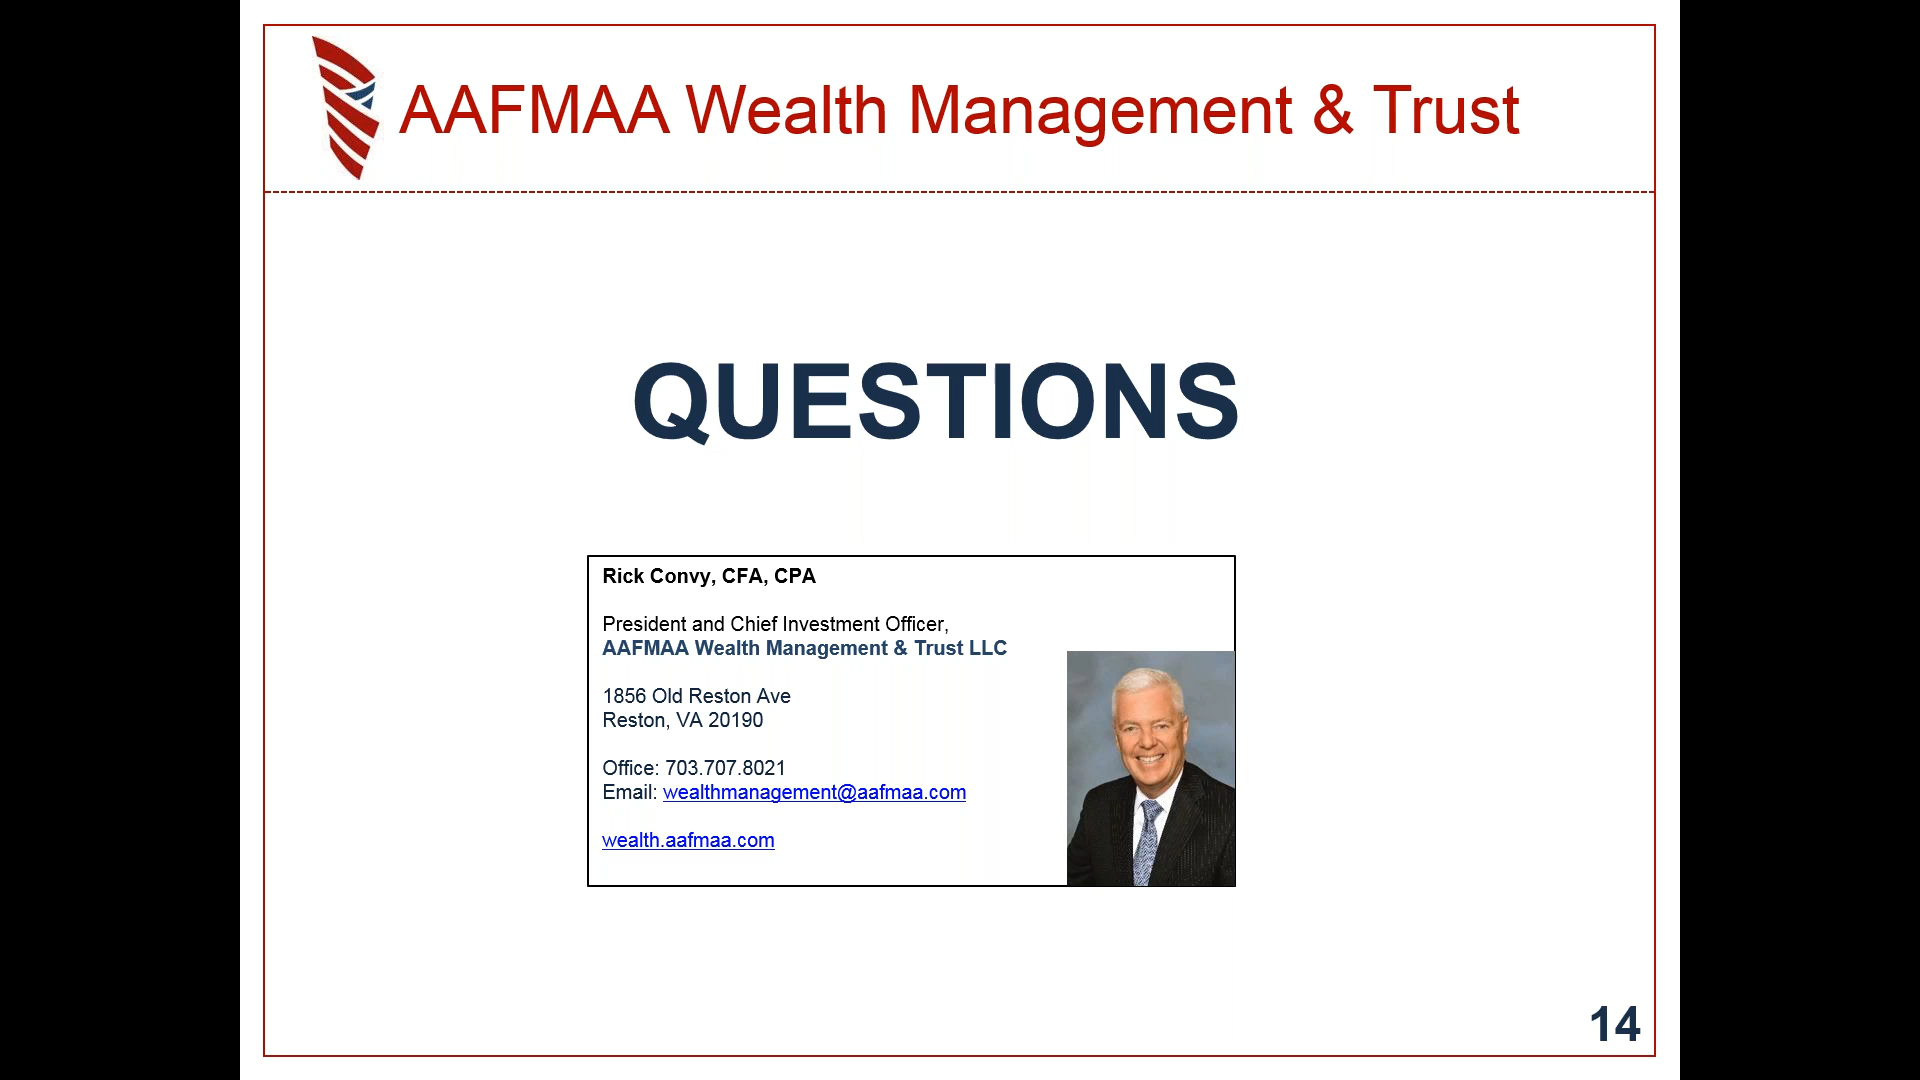 AAFMAA Wealth Management & Trust
QUESTIONS
Rick Convy, CFA, CPA
President and Chief Investment Officer,
AAFMAA Wealth Management & Trust LLC
1856 Old Reston Ave
Reston, VA 20190
Office: 703.707.8021
Email: wealthmanagement@aafmaa.com
wealth.aafmaa.com
14